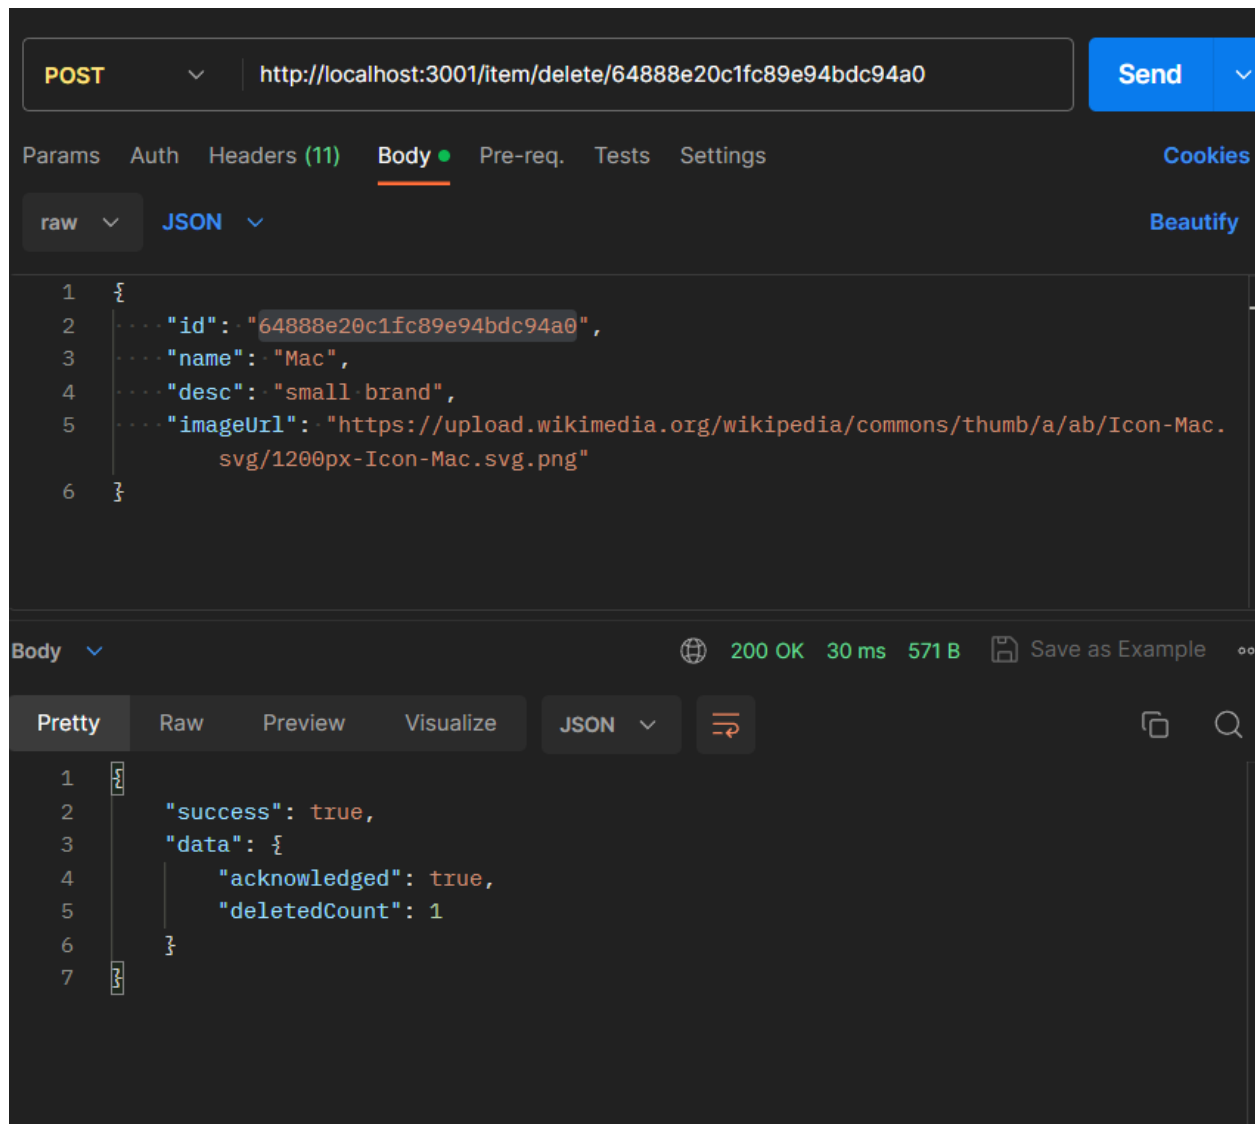 POST http://localhost:3001/item/delete/64888e20c1fc89e94bdc94a0 Send
Params Auth Headers (11) Body Pre-req. Tests Settings Cookies
raw JSON Beautify
1 {
2 "id": "64888e20c1fc89e94bdc94a0",
3 "name": "Mac",
4 "desc": "small brand",
5 "imageUrl": "https://upload.wikimedia.org/wikipedia/commons/thumb/a/ab/Icon-Mac.
svg/1200px-Icon-Mac.svg.png"
6 }
Body 200 OK 30 ms 571 B Save as Example
Pretty Raw Preview Visualize JSON
1 {
2 "success": true,
3 "data": {
4 "acknowledged": true,
5 "deletedCount": 1
6 }
7 }